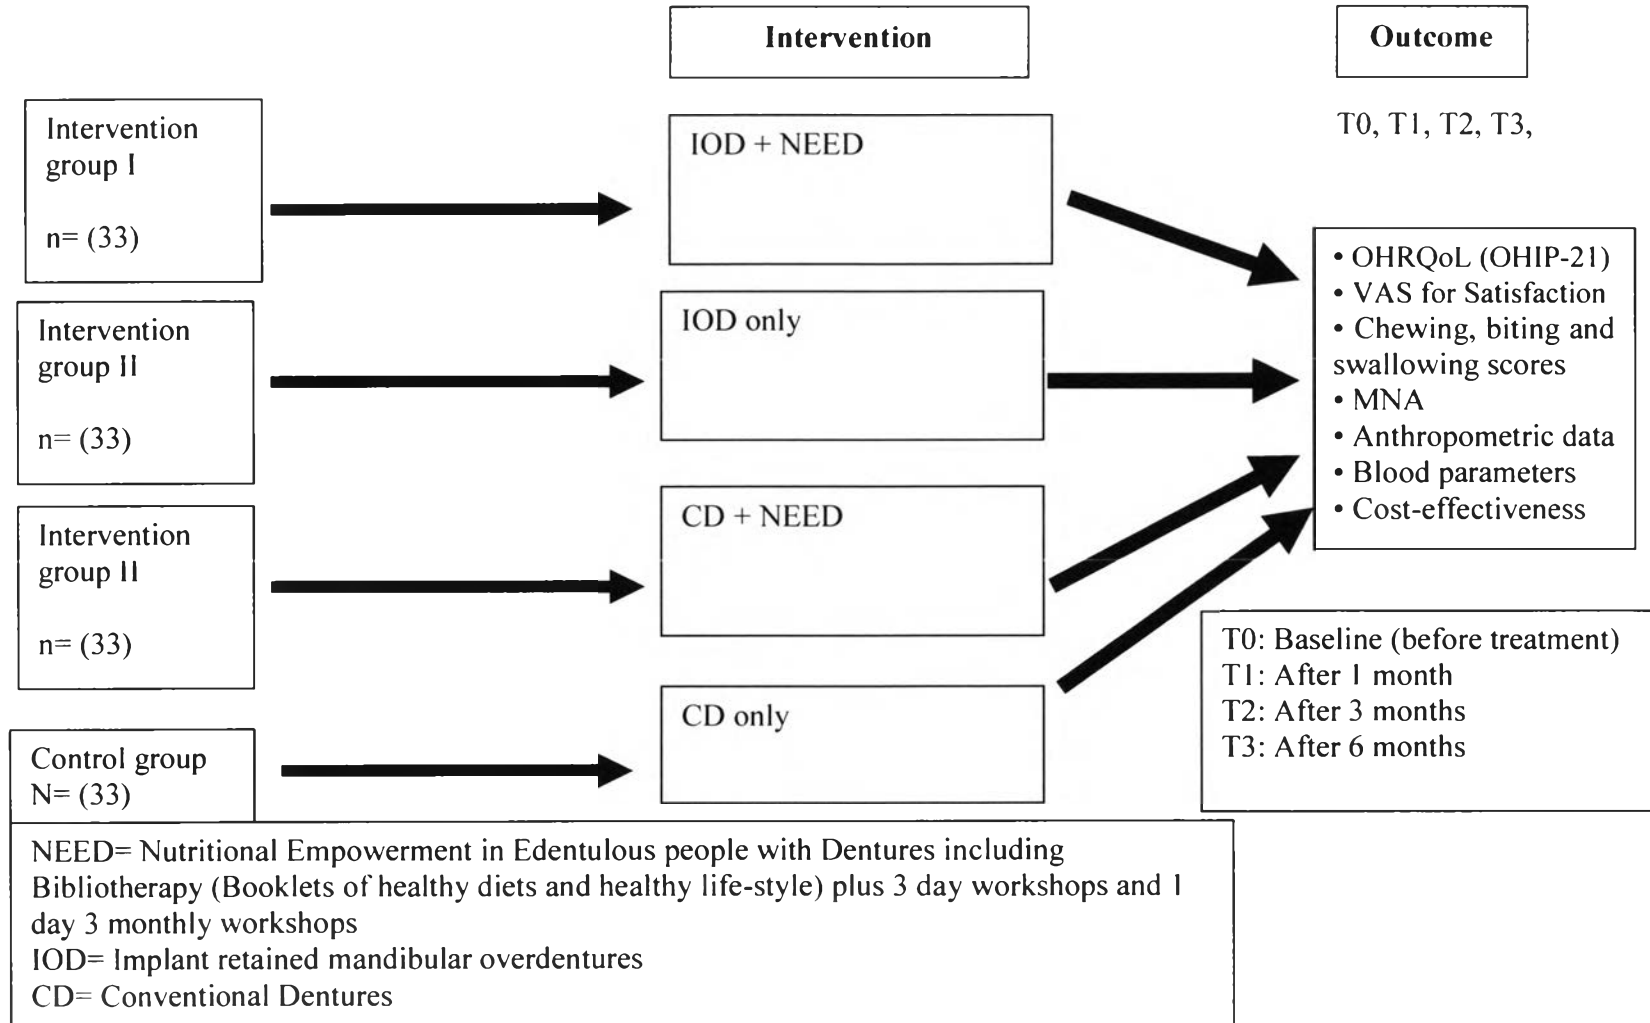 Intervention
Outcome
T0, T1, T2, T3,
Intervention
group I
n= (33)
IOD + NEED
Intervention
group II
n= (33)
IOD only
Intervention
group II
n= (33)
CD + NEED
Control group
N= (33)
CD only
• OHRQoL (OHIP-21)
• VAS for Satisfaction
• Chewing, biting and
swallowing scores
• MNA
• Anthropometric data
• Blood parameters
• Cost-effectiveness
T0: Baseline (before treatment)
T1: After 1 month
T2: After 3 months
T3: After 6 months
NEED= Nutritional Empowerment in Edentulous people with Dentures including
Bibliotherapy (Booklets of healthy diets and healthy life-style) plus 3 day workshops and 1
day 3 monthly workshops
IOD= Implant retained mandibular overdentures
CD= Conventional Dentures